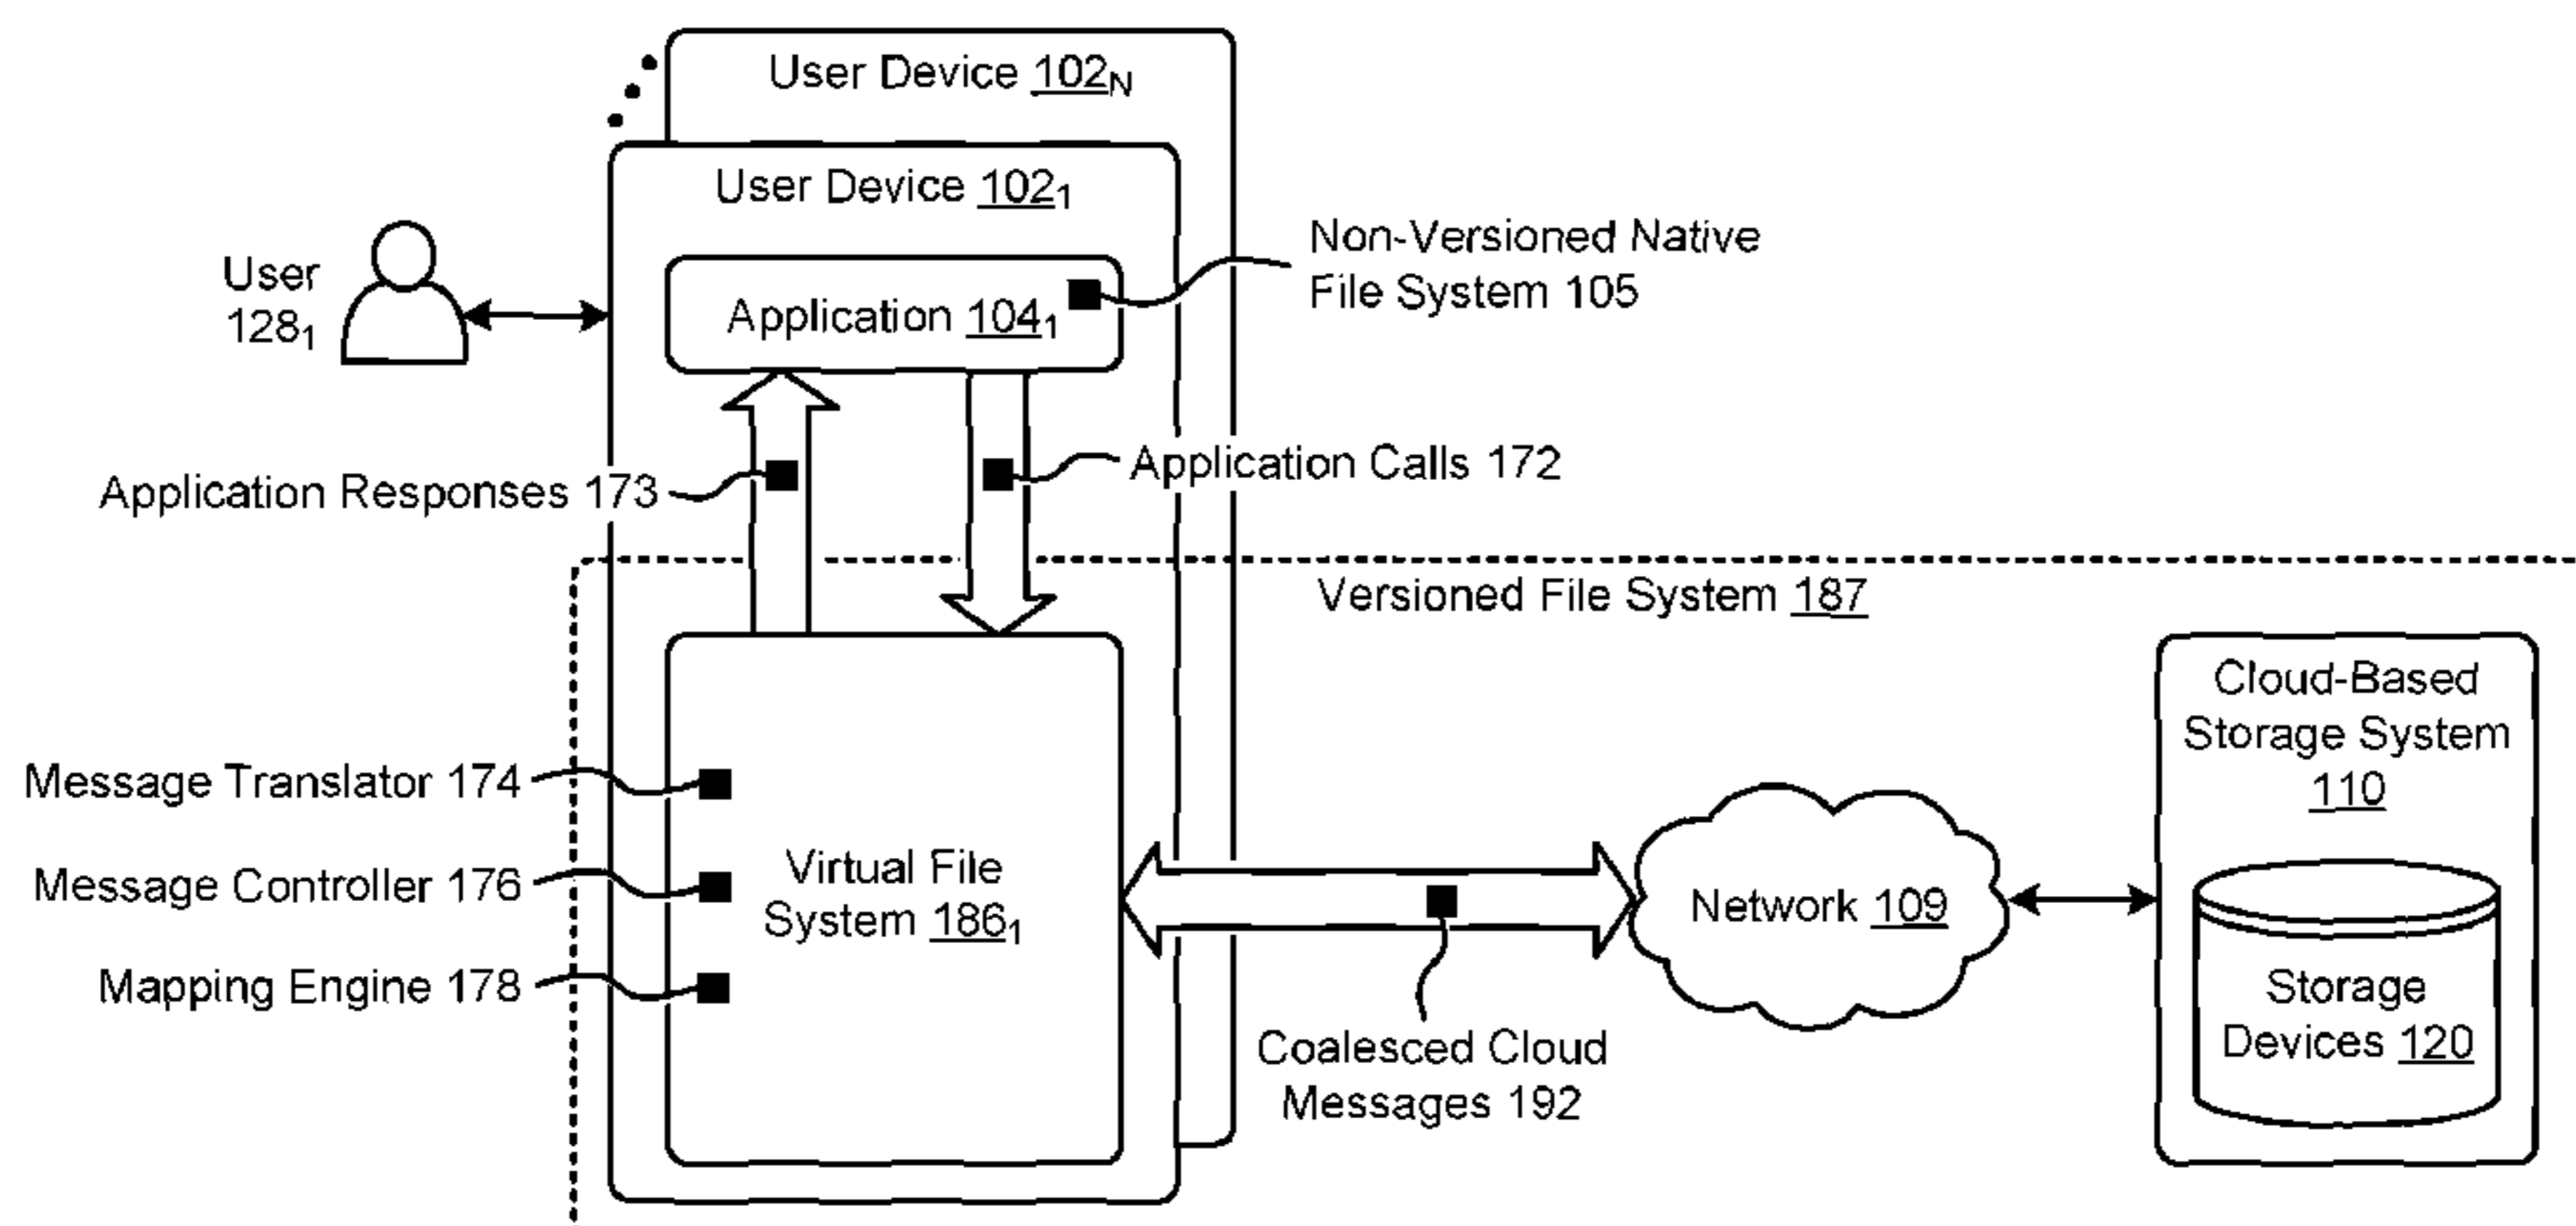 User Device 102N
User Device 1021
User
1281
Non-Versioned Native
File System 105
Application 1041
Application Calls 172
Application Responses 173
Versioned File System 187
Cloud-Based
Storage System
110
Message Translator 174
Message Controller 176
Mapping Engine 178
Virtual File
System 1861
Network 109
Storage
Devices 120
Coalesced Cloud
Messages 192